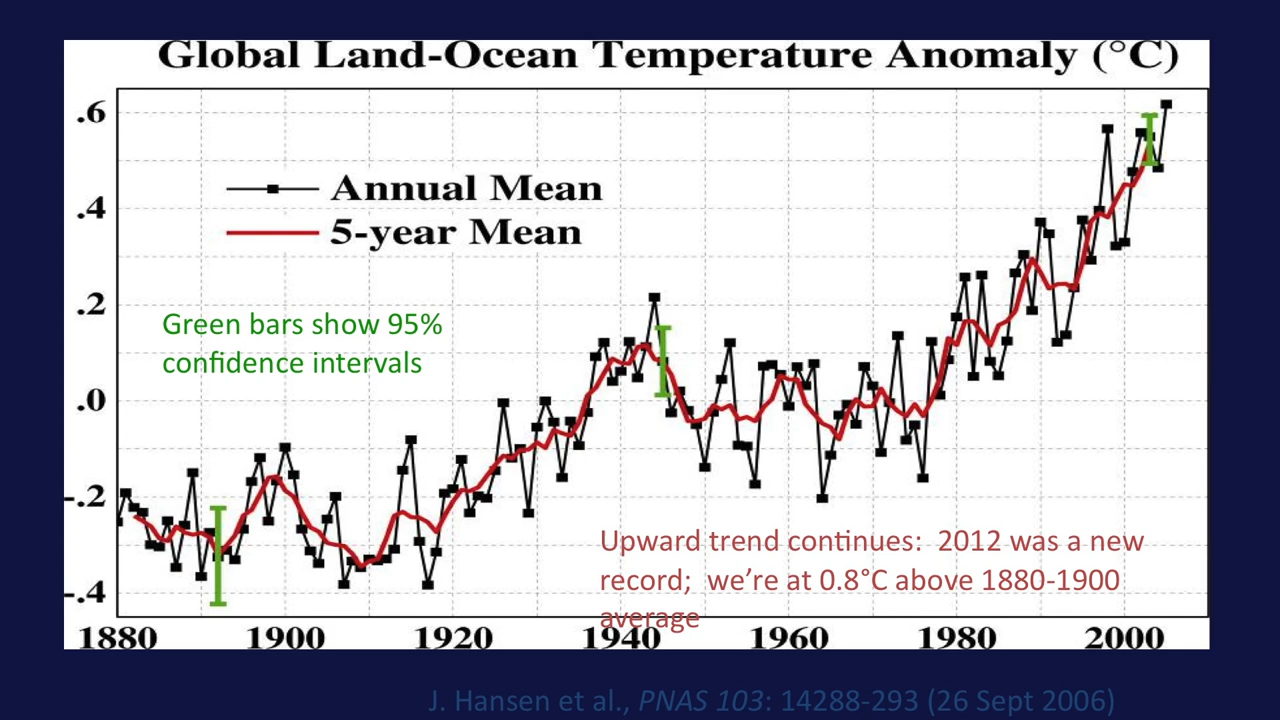 Global Land-Ocean Temperature Anomaly (°C)
.6
Annual Mean
.4
5-year Mean
.2
Green bars show 95%
confidence intervals
.0
-.2
Upward trend continues:  2012 was a new
record;  we're at 0.8°C above 1880-1900
-.4
average
1880 1900 1920 1940 1960 1980 2000
J. Hansen et al., PNAS 103: 14288-293 (26 Sept 2006)